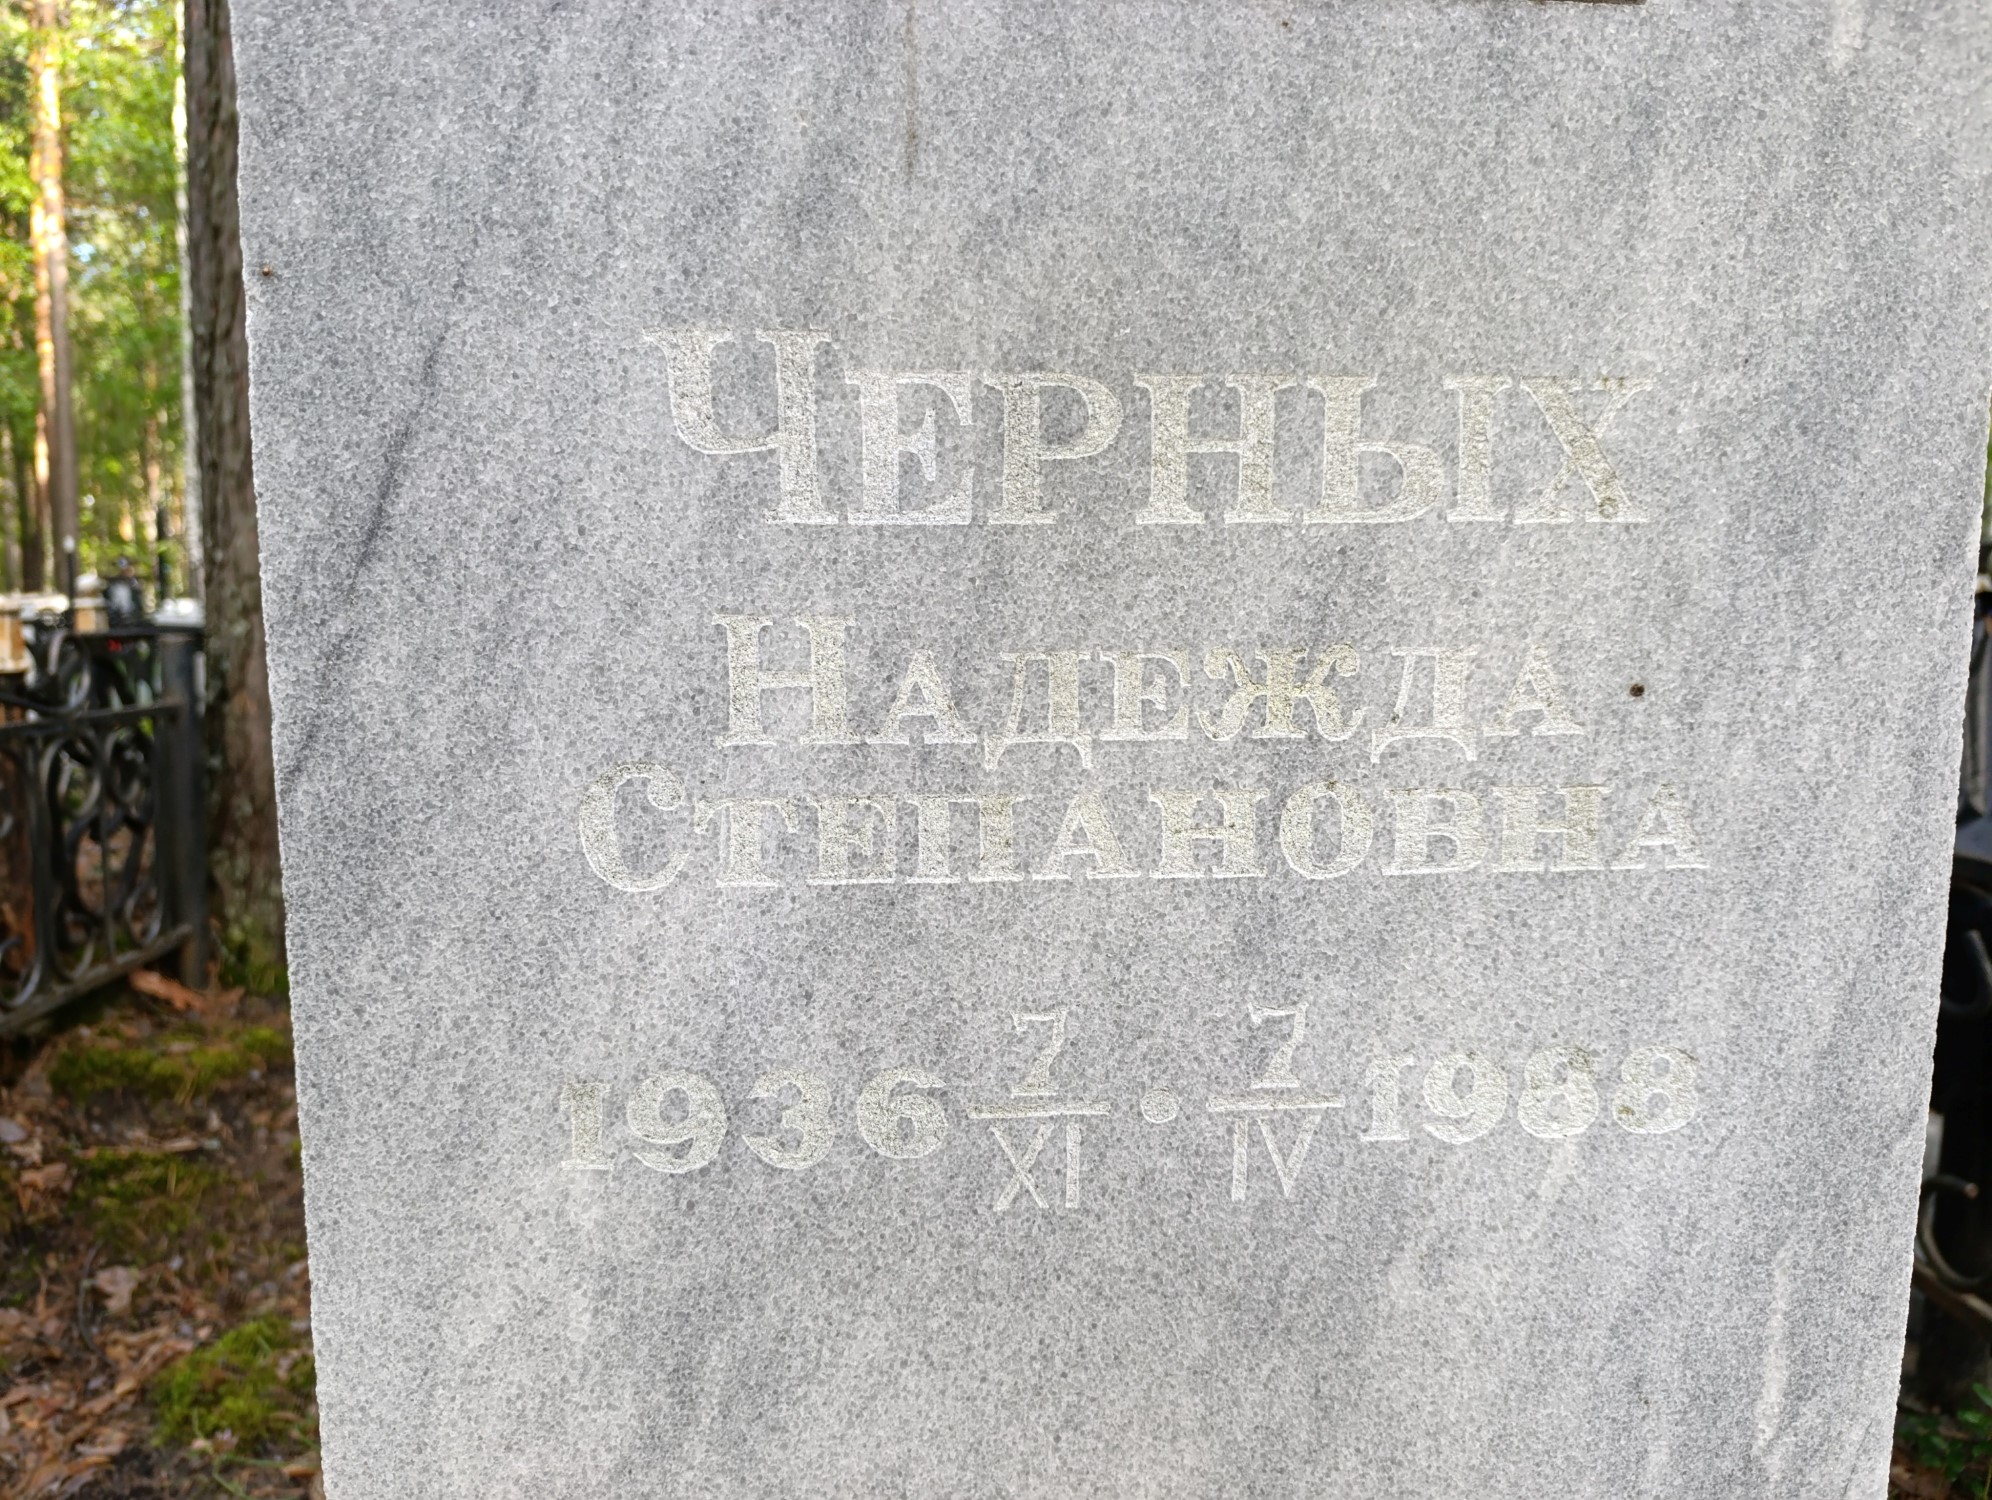 Черных
Надежда
Степановна
1936 7/XI · 7/IV 1988